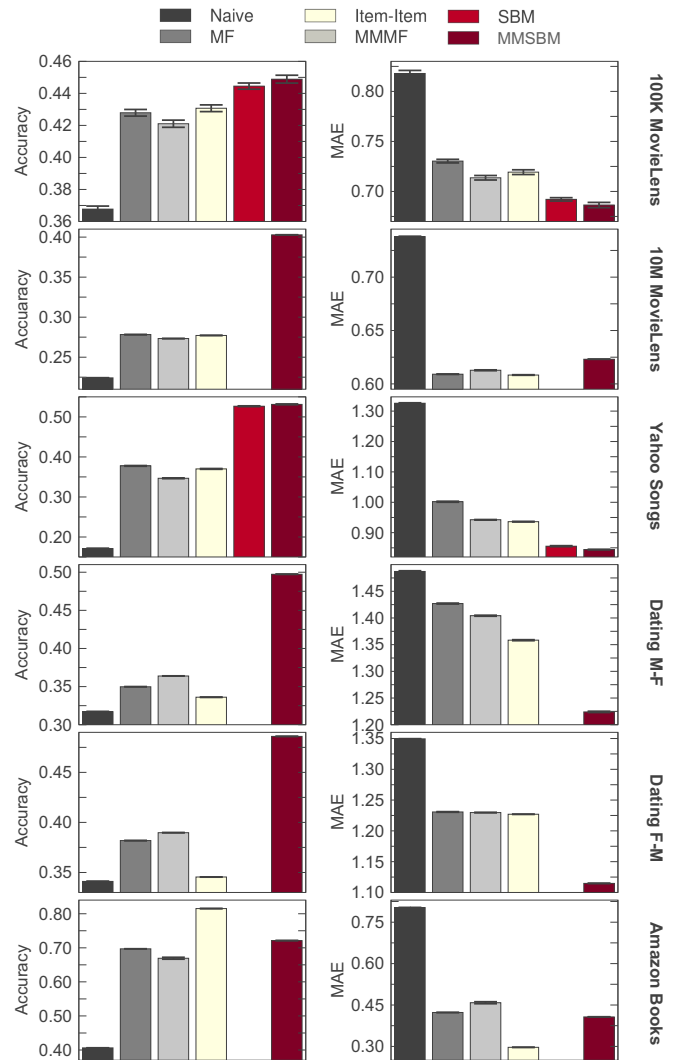 Naive
Item-Item
SBM
MF
MMMF
MMSBM
0.46
0.44
0.42
0.40
0.38
0.36
Accuracy
0.80
0.75
0.70
MAE
100K MovieLens
0.40
0.35
0.30
0.25
Accuaracy
0.70
0.65
0.60
MAE
10M MovieLens
0.50
0.40
0.30
0.20
Accuracy
1.30
1.20
1.10
1.00
0.90
MAE
Yahoo Songs
0.50
0.45
0.40
0.35
0.30
Accuracy
1.45
1.40
1.35
1.30
1.25
1.20
MAE
Dating M-F
0.45
0.40
0.35
Accuracy
1.35
1.30
1.25
1.20
1.15
1.10
MAE
Dating F-M
0.80
0.70
0.60
0.50
0.40
Accuracy
0.75
0.60
0.45
0.30
MAE
Amazon Books